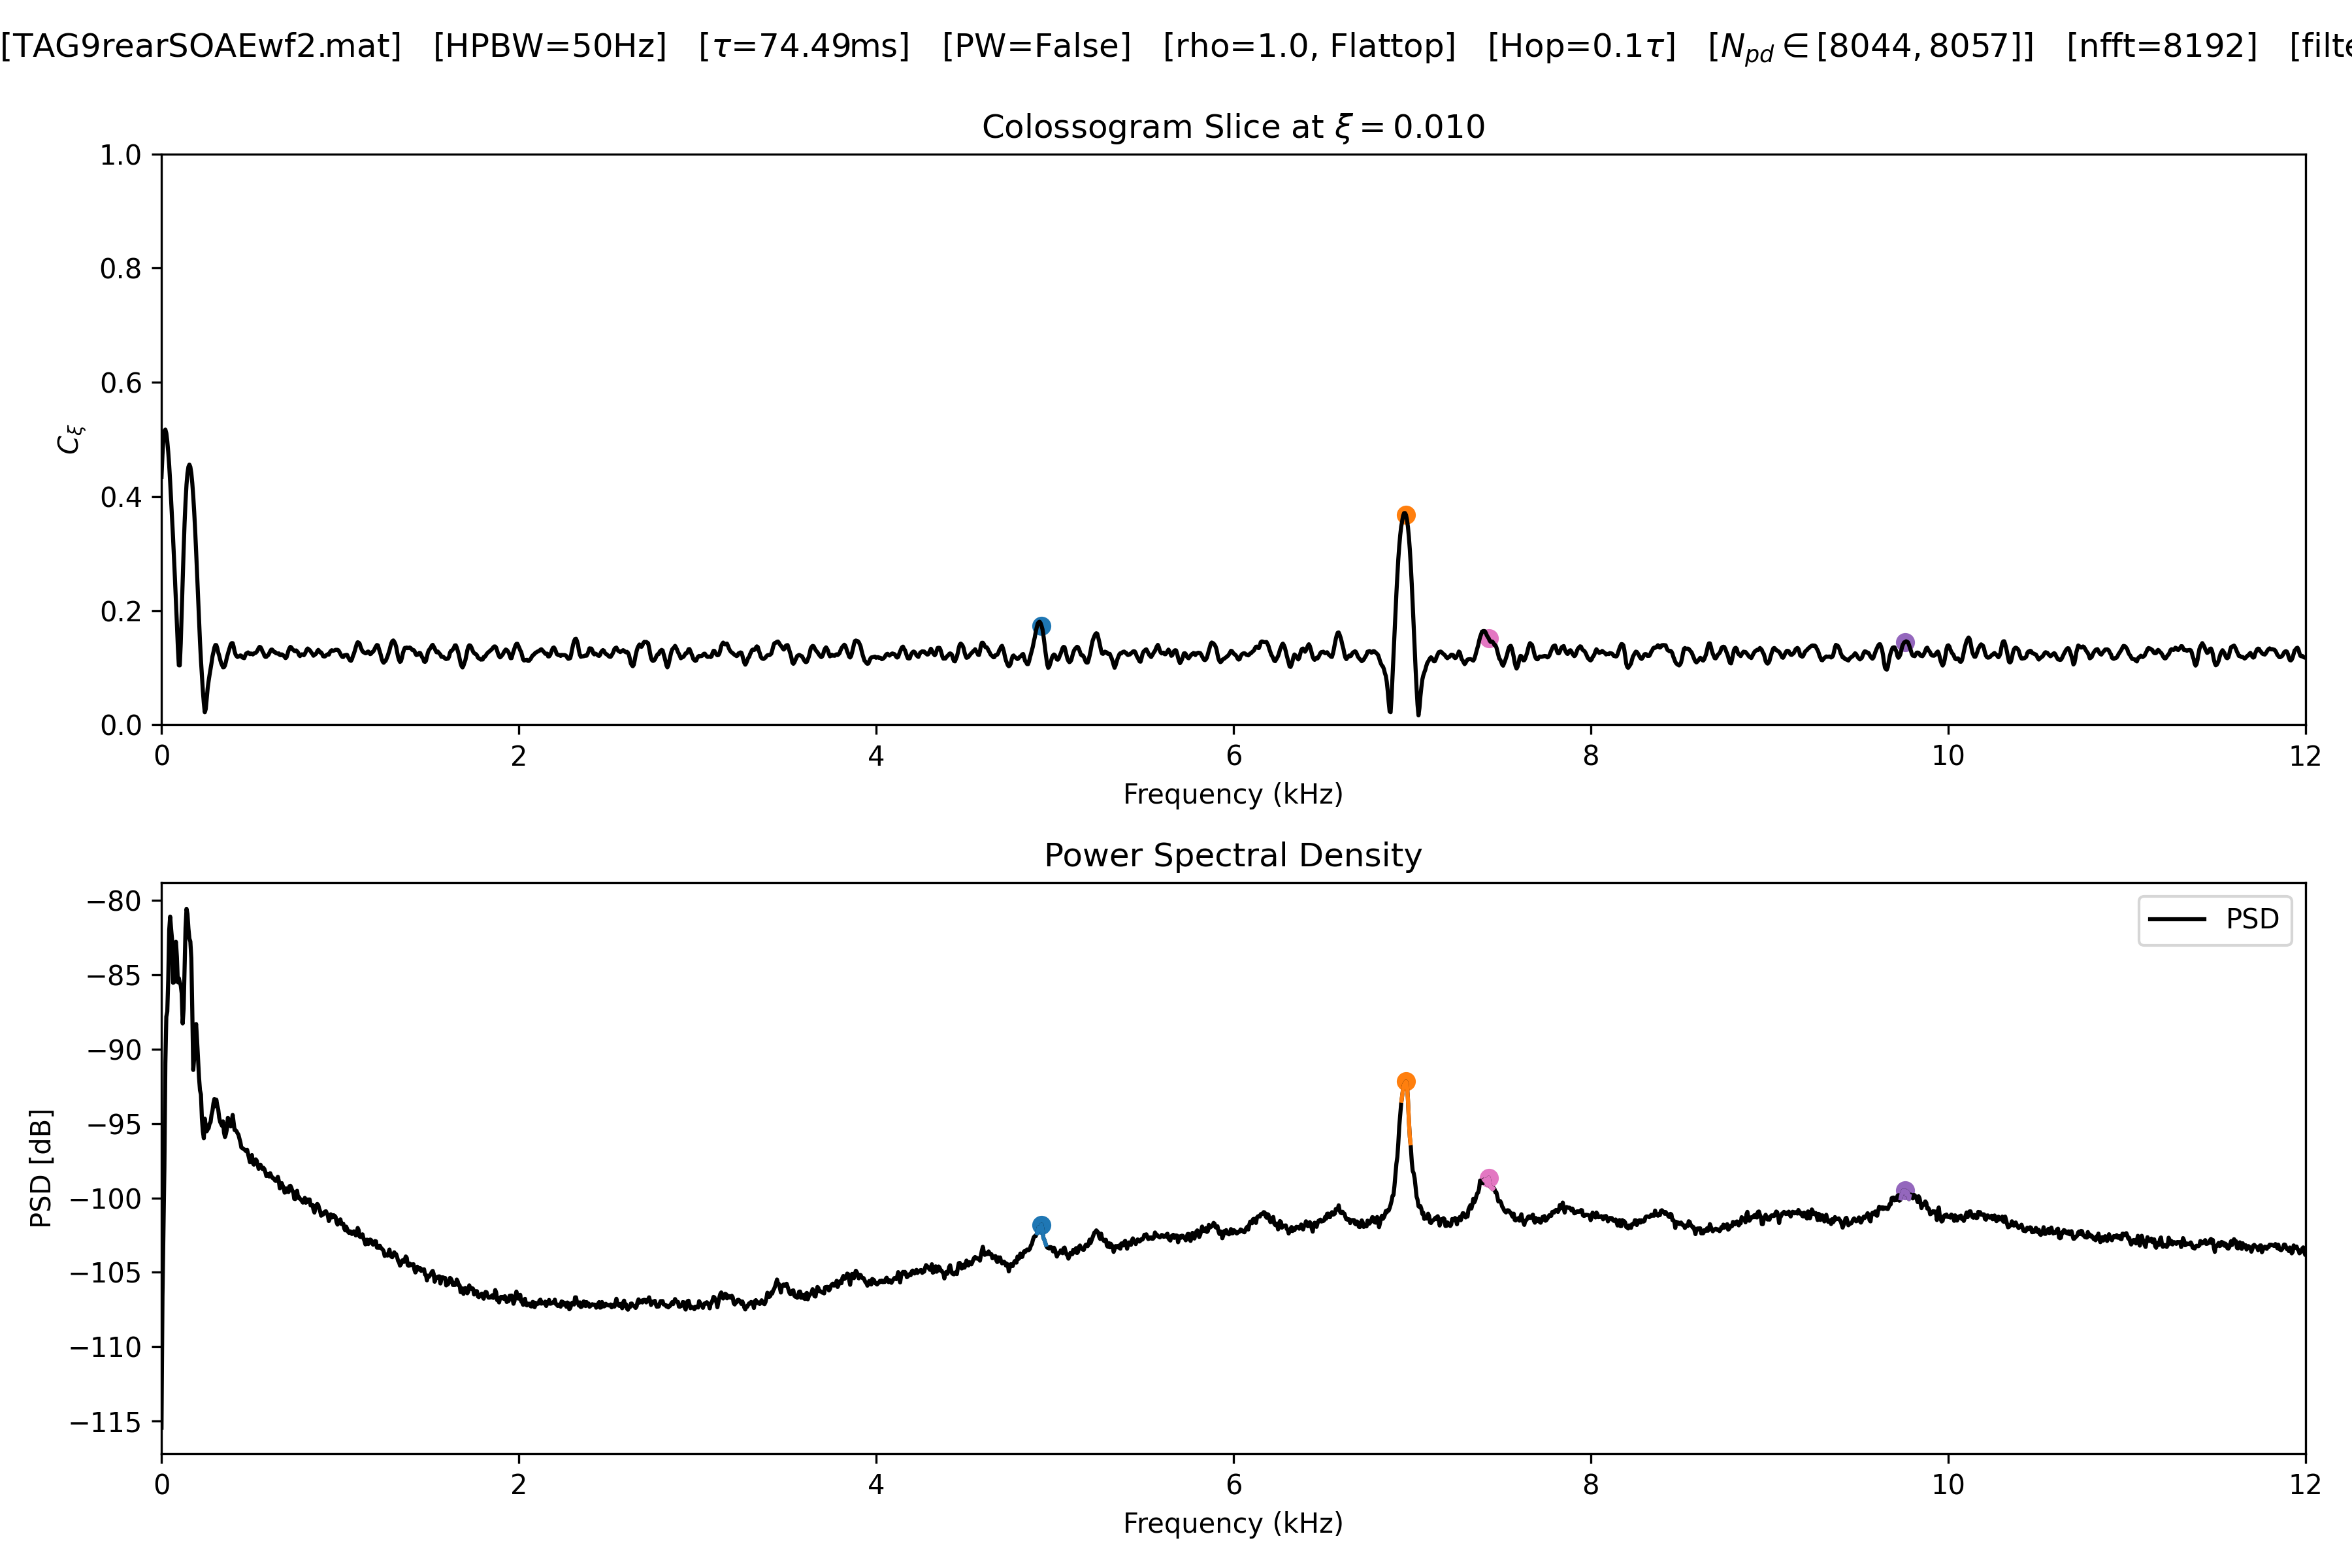 [TAG9rearSOAEwf2.mat] [HPBW=50Hz] [τ=74.49ms] [PW=False] [rho=1.0, Flattop] [Hop=0.1τ] [N_pd ∈ [8044, 8057]] [nfft=8192]
Colossogram Slice at ξ = 0.010
1.0
0.8
0.6
0.4
0.2
0.0
C_ξ
0 2 4 6 8 10 12
Frequency (kHz)
Power Spectral Density
PSD
−80
−85
−90
−95
−100
−105
−110
−115
PSD [dB]
0 2 4 6 8 10 12
Frequency (kHz)